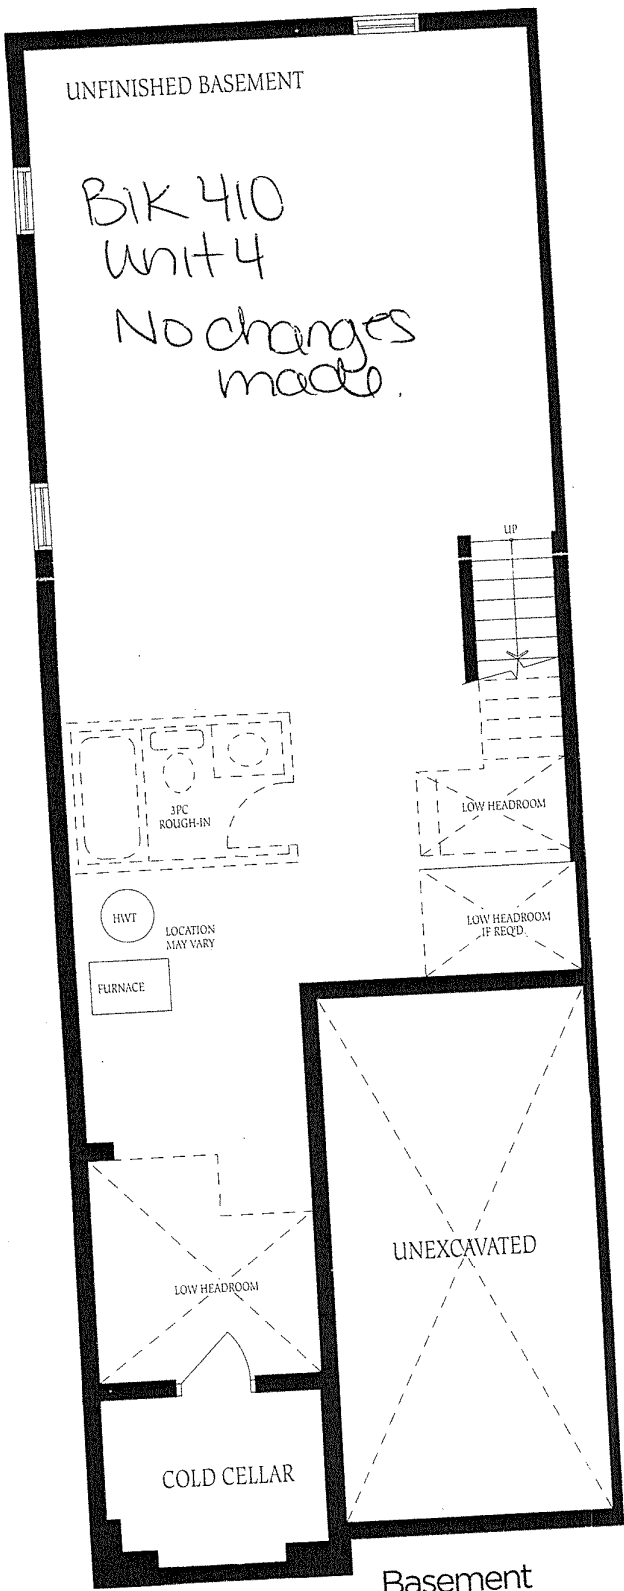 UNFINISHED BASEMENT
Blk 410
Unit 4
No changes
made.
UP
3PC
ROUGH-IN
LOW HEADROOM
HWT
LOCATION
MAY VARY
LOW HEADROOM
IF REQ'D.
FURNACE
UNEXCAVATED
LOW HEADROOM
COLD CELLAR
Basement